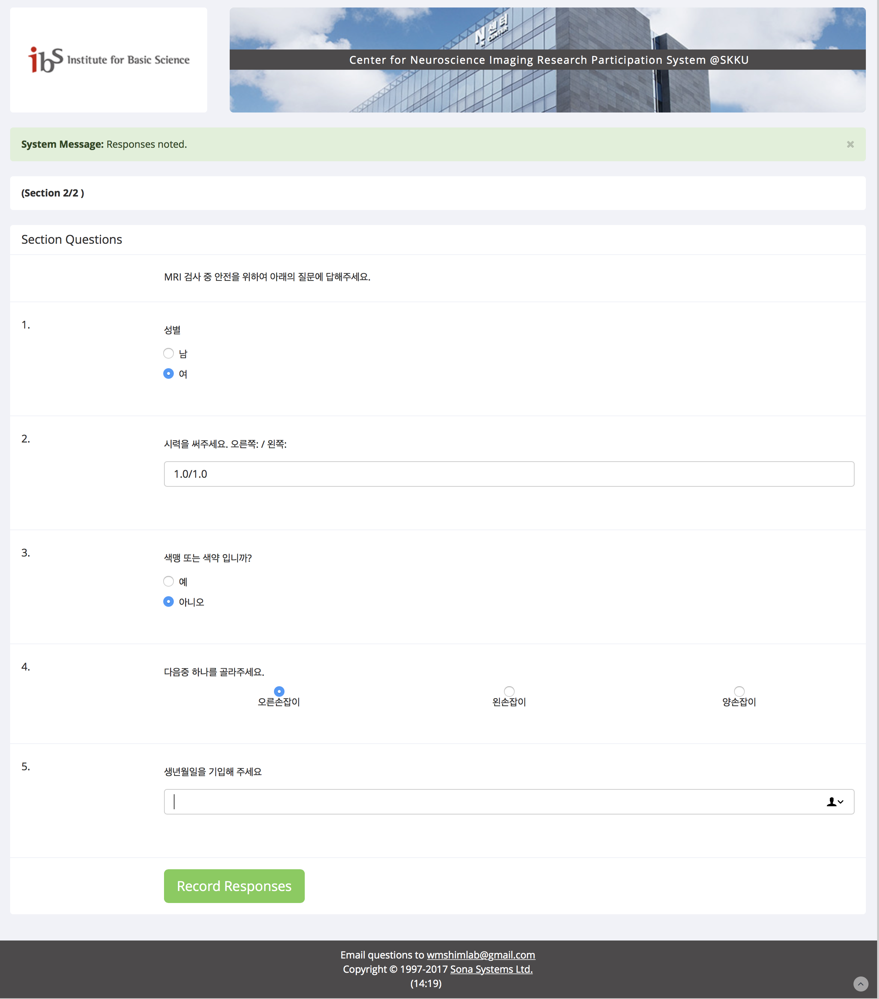 ibs Institute for Basic Science
N센터
CENTER
Center for Neuroscience Imaging Research Participation System @SKKU
System Message: Responses noted.
(Section 2/2 )
Section Questions
MRI 검사 중 안전을 위하여 아래의 질문에 답해주세요.
1.
성별
남
여
2.
시력을 써주세요. 오른쪽: / 왼쪽:
1.0/1.0
3.
색맹 또는 색약 입니까?
예
아니오
4.
다음중 하나를 골라주세요.
오른손잡이 왼손잡이 양손잡이
5.
생년월일을 기입해 주세요
Record Responses
Email questions to wmshimlab@gmail.com
Copyright © 1997-2017 Sona Systems Ltd.
(14:19)